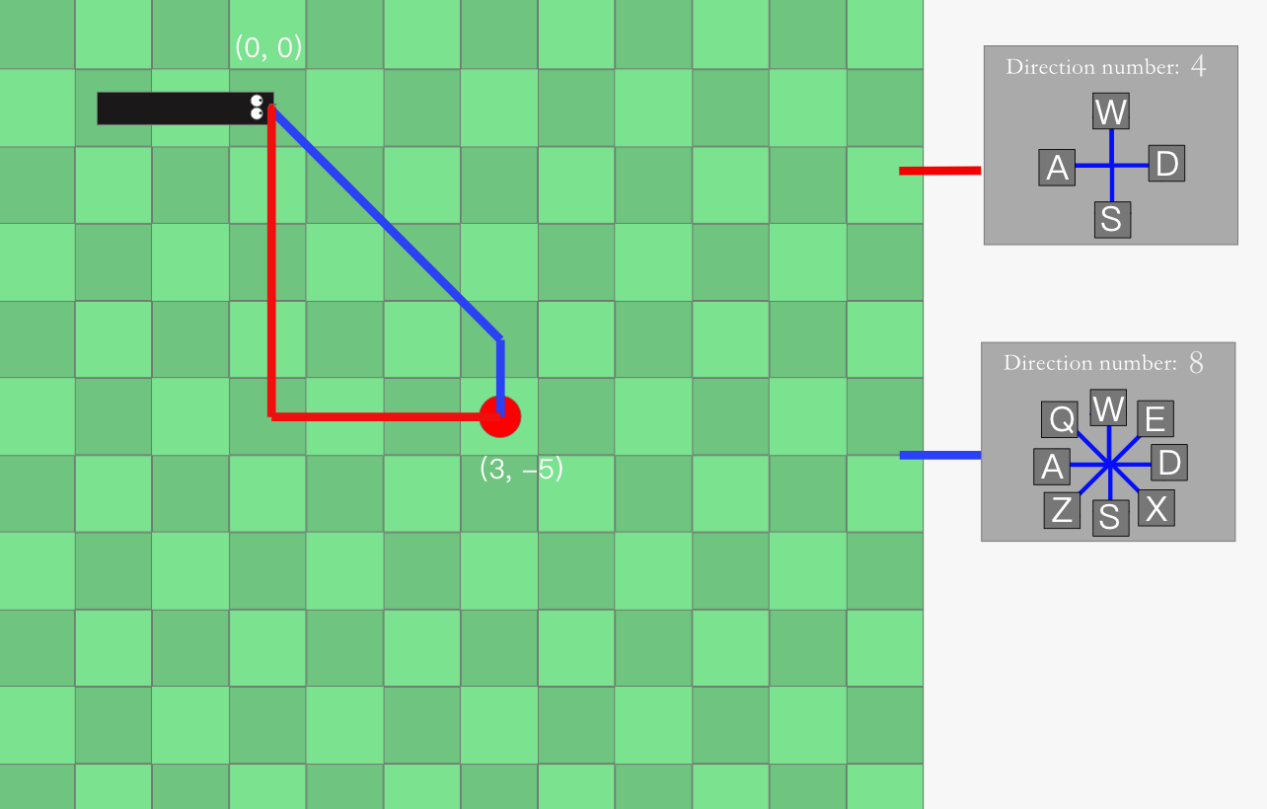 (0, 0)
(3, −5)
Direction number: 4
W
A D
S
Direction number: 8
Q W E
A D
Z S X